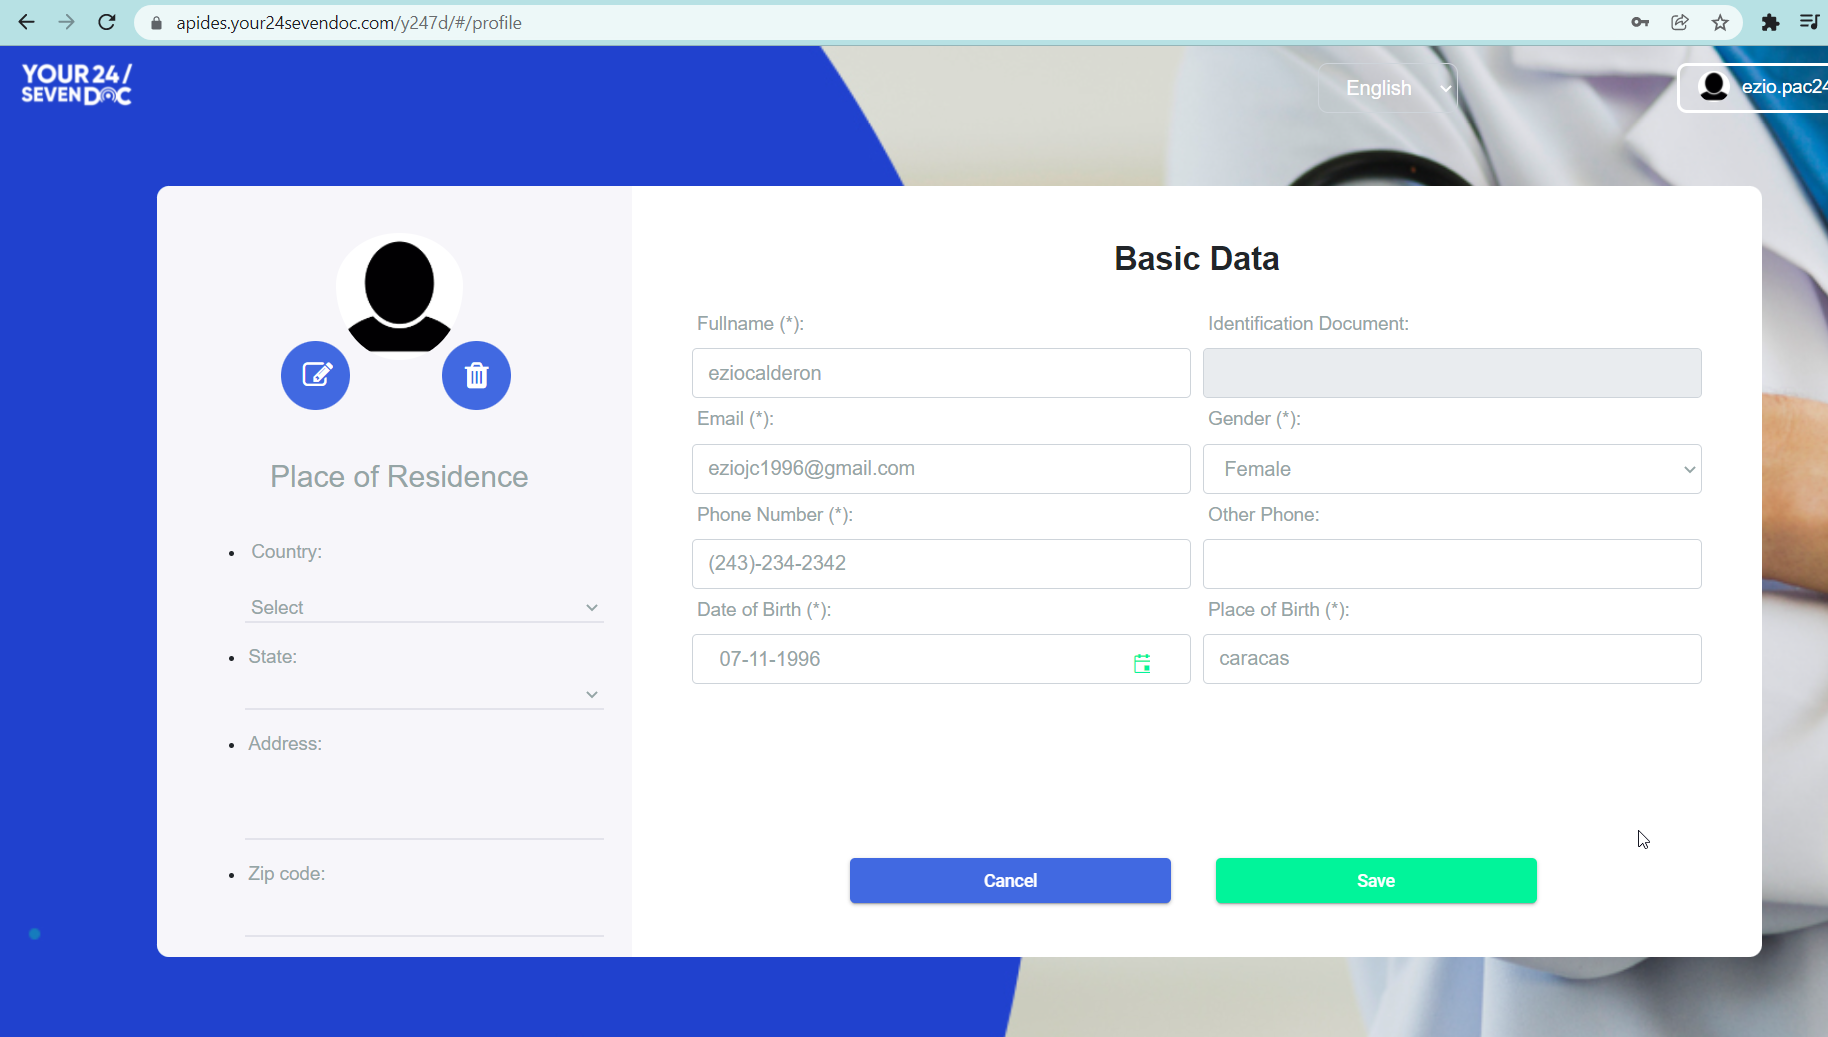 apides.your24sevendoc.com/y247d/#/profile
YOUR 24/
SEVEN DOC
English
ezio.pac24
Basic Data
Fullname (*):
Identification Document:
eziocalderon
Email (*):
Gender (*):
eziojc1996@gmail.com
Female
Phone Number (*):
Other Phone:
(243)-234-2342
Date of Birth (*):
Place of Birth (*):
07-11-1996
caracas
Place of Residence
Country:
Select
State:
Address:
Zip code:
Cancel
Save